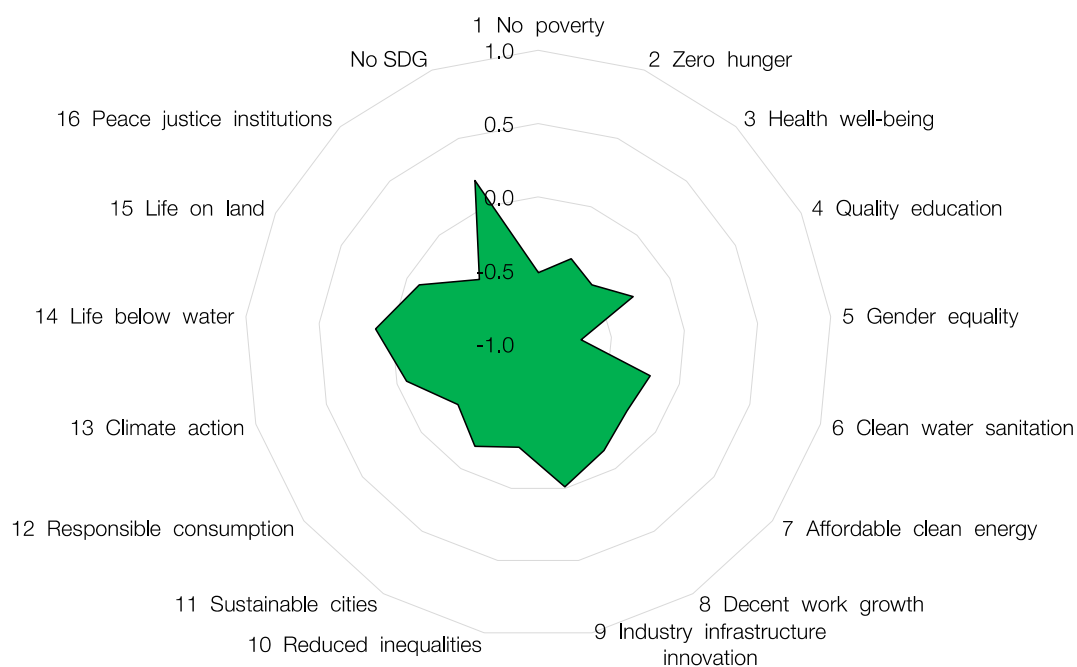 1 No poverty
1.0
No SDG
2 Zero hunger
16 Peace justice institutions
0.5
3 Health well-being
15 Life on land
0.0
4 Quality education
-0.5
14 Life below water
5 Gender equality
-1.0
13 Climate action
6 Clean water sanitation
12 Responsible consumption
7 Affordable clean energy
11 Sustainable cities
8 Decent work growth
10 Reduced inequalities
9 Industry infrastructure
innovation